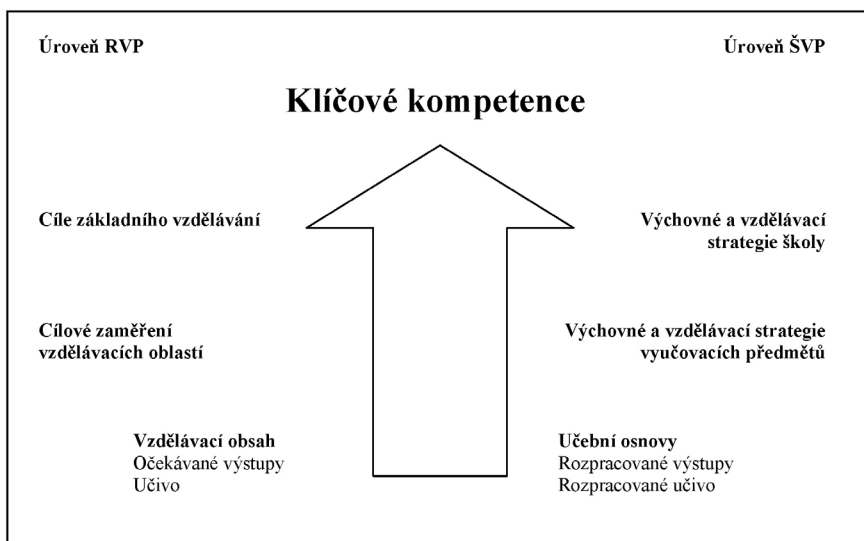 Úroveň RVP
Úroveň ŠVP
Klíčové kompetence
Cíle základního vzdělávání
Výchovné a vzdělávací
strategie školy
Cílové zaměření
vzdělávacích oblastí
Výchovné a vzdělávací strategie
vyučovacích předmětů
Vzdělávací obsah
Očekávané výstupy
Učivo
Učební osnovy
Rozpracované výstupy
Rozpracované učivo